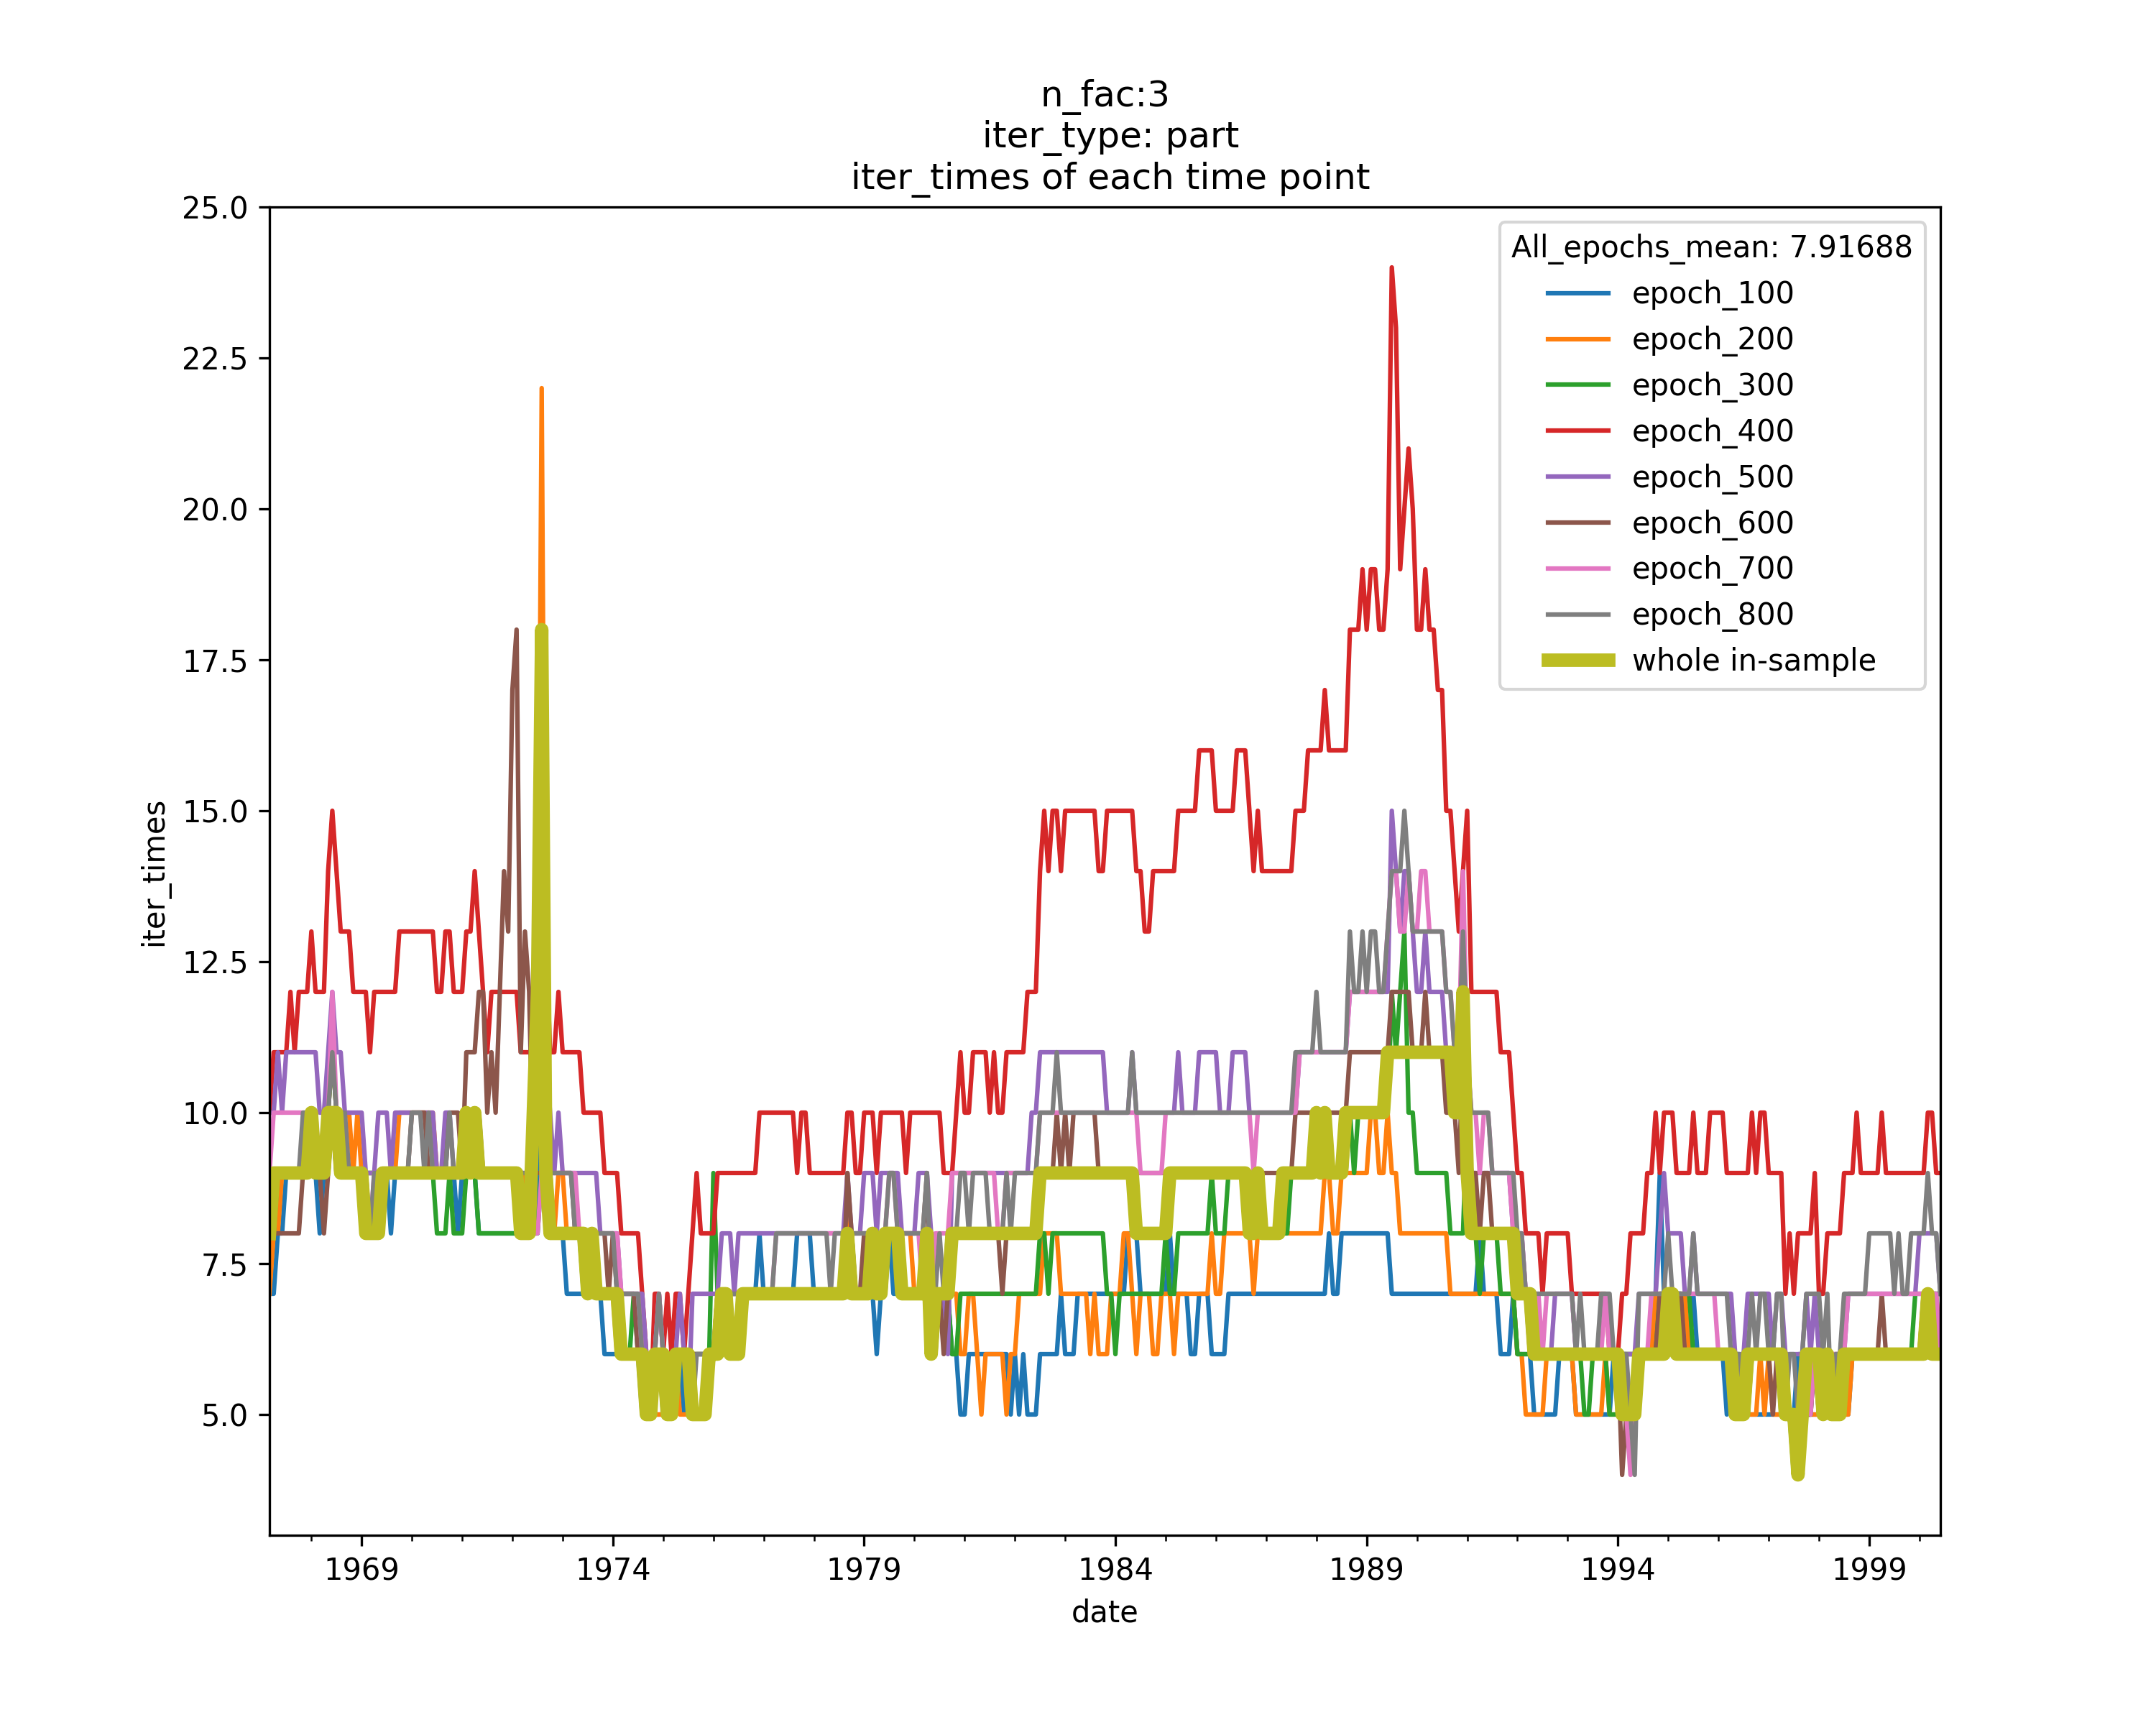 n_fac:3
iter_type: part
iter_times of each time point
25.0
22.5
20.0
17.5
15.0
12.5
10.0
7.5
5.0
iter_times
All_epochs_mean: 7.91688
epoch_100
epoch_200
epoch_300
epoch_400
epoch_500
epoch_600
epoch_700
epoch_800
whole in-sample
1969 1974 1979 1984 1989 1994 1999
date